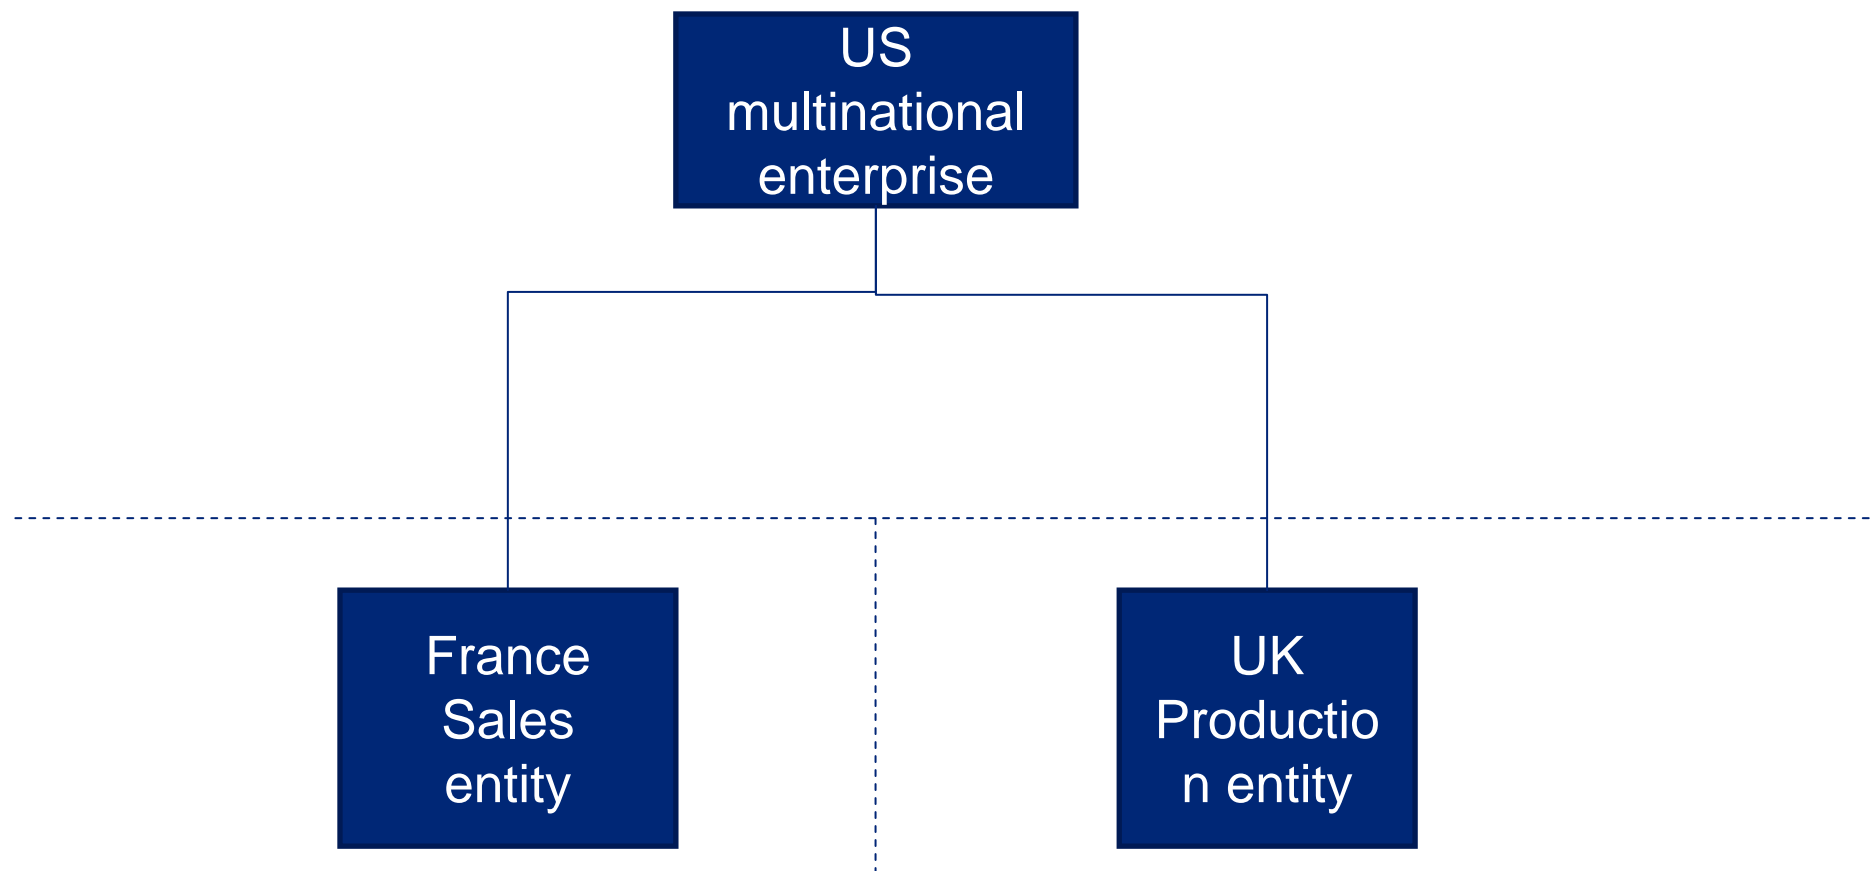 US
multinational
enterprise
France
Sales
entity
UK
Productio
n entity